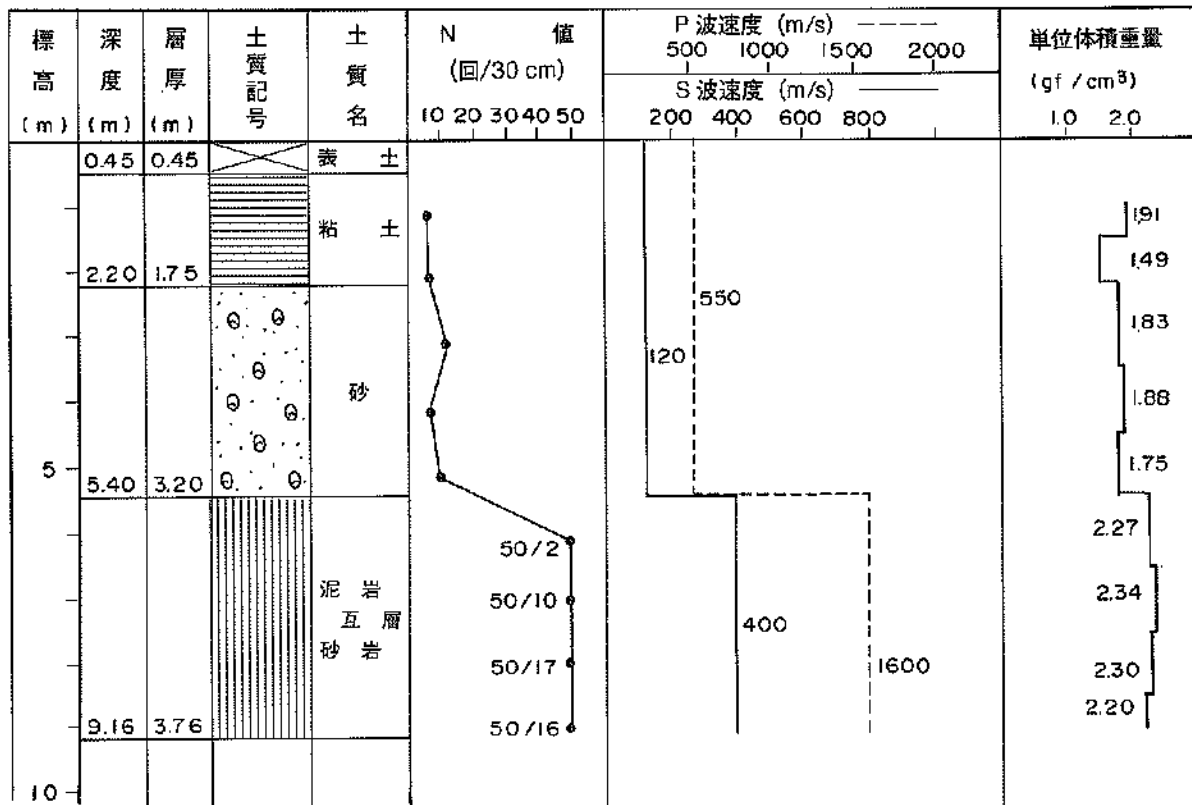 標高 (m)
深度 (m)
層厚 (m)
土質記号
土質名
N 値
(回/30 cm)
10 20 30 40 50
P 波速度 (m/s)
500 1000 1500 2000
S 波速度 (m/s)
200 400 600 800
単位体積重量
(gf/cm³)
1.0 2.0
0.45 0.45 表土
粘土
2.20 1.75
砂
5
5.40 3.20
泥岩
互層
砂岩
9.16 3.76
10
50/2
50/10
50/17
50/16
550
120
400
1600
1.91
1.49
1.83
1.88
1.75
2.27
2.34
2.30
2.20